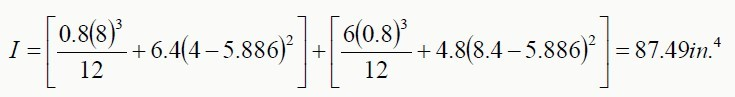 I = [ 0.8(8)³/12 + 6.4(4 – 5.886)² ] + [ 6(0.8)³/12 + 4.8(8.4 – 5.886)² ] = 87.49in.⁴